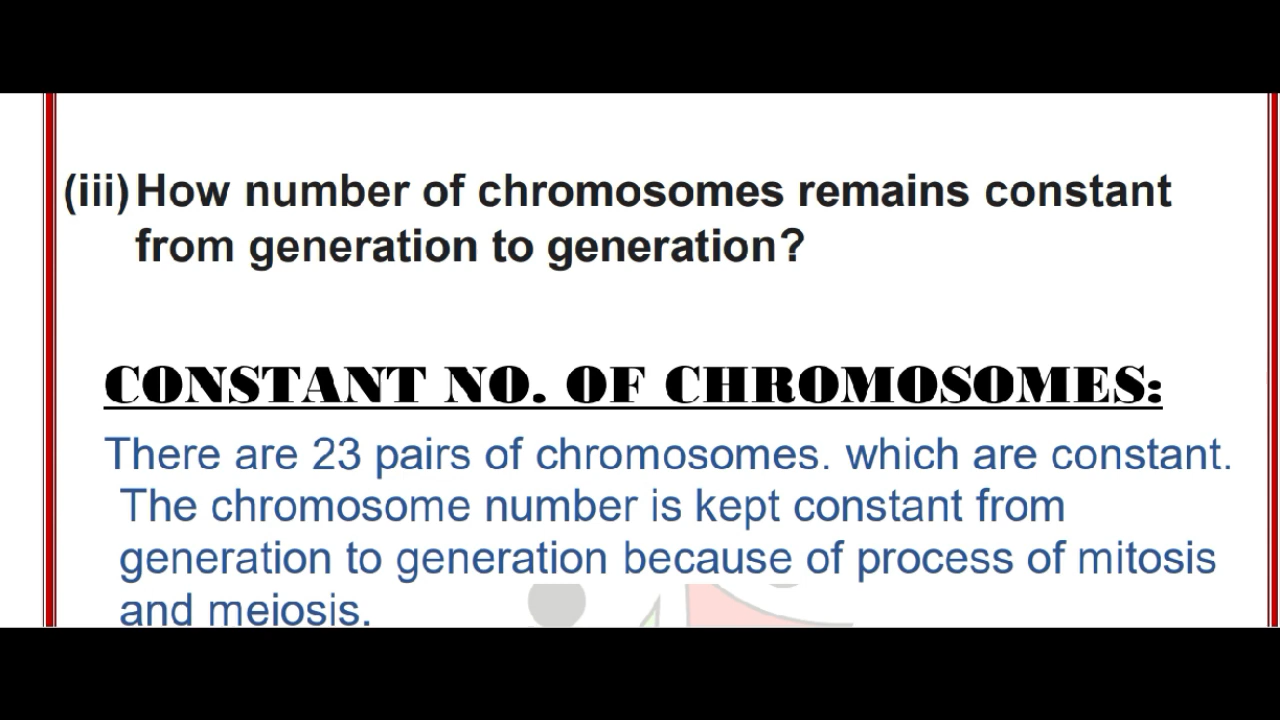 (iii) How number of chromosomes remains constant
from generation to generation?
CONSTANT NO. OF CHROMOSOMES:
There are 23 pairs of chromosomes. which are constant.
The chromosome number is kept constant from
generation to generation because of process of mitosis
and meiosis.